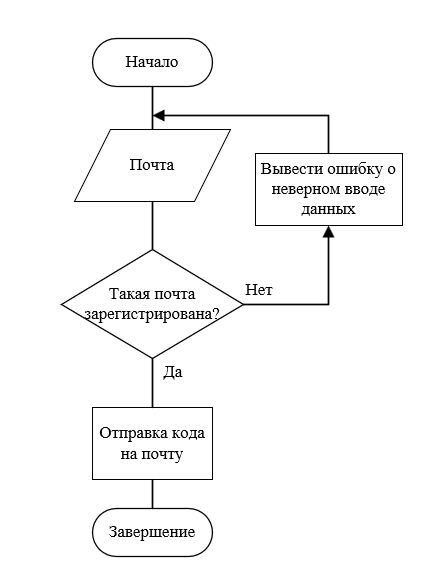 Начало
Почта
Вывести ошибку о
неверном вводе
данных
Такая почта
зарегистрирована?
Нет
Да
Отправка кода
на почту
Завершение